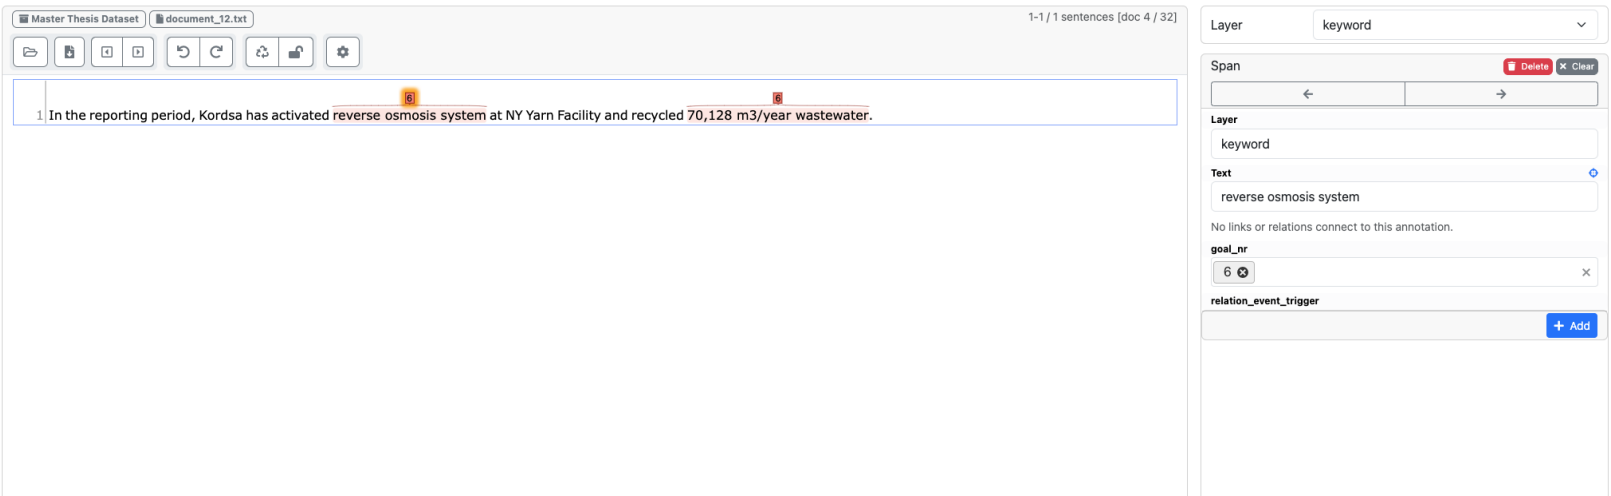 Master Thesis Dataset document_12.txt 1-1 / 1 sentences [doc 4 / 32]
6 6
1 In the reporting period, Kordsa has activated reverse osmosis system at NY Yarn Facility and recycled 70,128 m3/year wastewater.
Layer keyword
Span Delete Clear
Layer
keyword
Text
reverse osmosis system
No links or relations connect to this annotation.
goal_nr
6
relation_event_trigger
+ Add